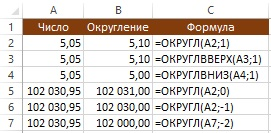 A B C
1 Число Округление Формула
2 5,05 5,10 =ОКРУГЛ(A2;1)
3 5,05 5,10 =ОКРУГЛВВЕРХ(A3;1)
4 5,05 5,00 =ОКРУГЛВНИЗ(A4;1)
5 102 030,95 102 031,00 =ОКРУГЛ(A2;0)
6 102 030,95 102 030,00 =ОКРУГЛ(A2;-1)
7 102 030,95 102 000,00 =ОКРУГЛ(A7;-2)